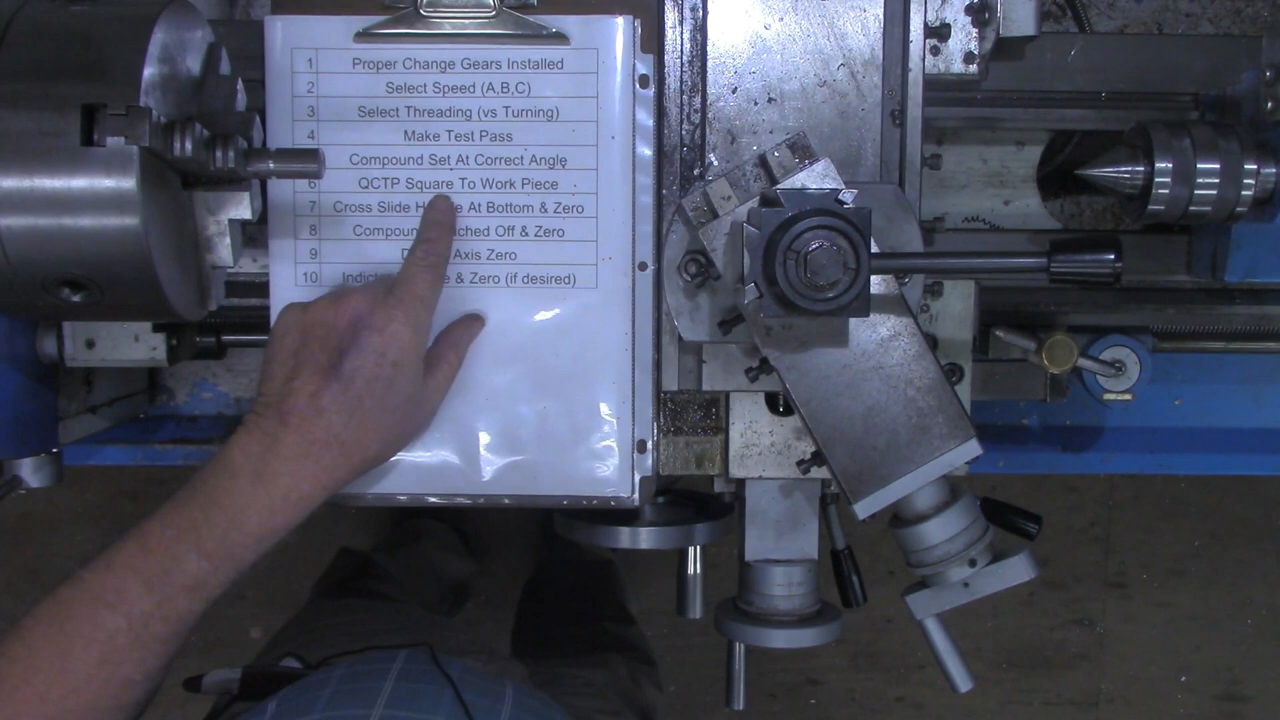 1 Proper Change Gears Installed
2 Select Speed (A,B,C)
3 Select Threading (vs Turning)
4 Make Test Pass
Compound Set At Correct Angle
6 QCTP Square To Work Piece
7 Cross Slide At Bottom & Zero
8 Off & Zero
9 Axis Zero
10 & Zero (if desired)